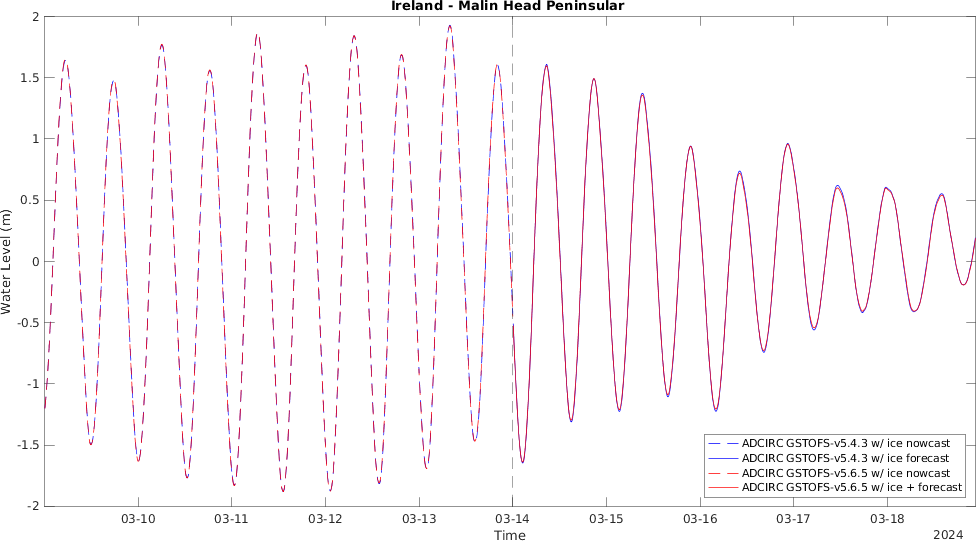 Ireland - Malin Head Peninsular
2
1.5
1
0.5
0
-0.5
-1
-1.5
-2
Water Level (m)
ADCIRC GSTOFS-v5.4.3 w/ ice nowcast
ADCIRC GSTOFS-v5.4.3 w/ ice forecast
ADCIRC GSTOFS-v5.6.5 w/ ice nowcast
ADCIRC GSTOFS-v5.6.5 w/ ice + forecast
03-10 03-11 03-12 03-13 03-14 03-15 03-16 03-17 03-18
Time
2024